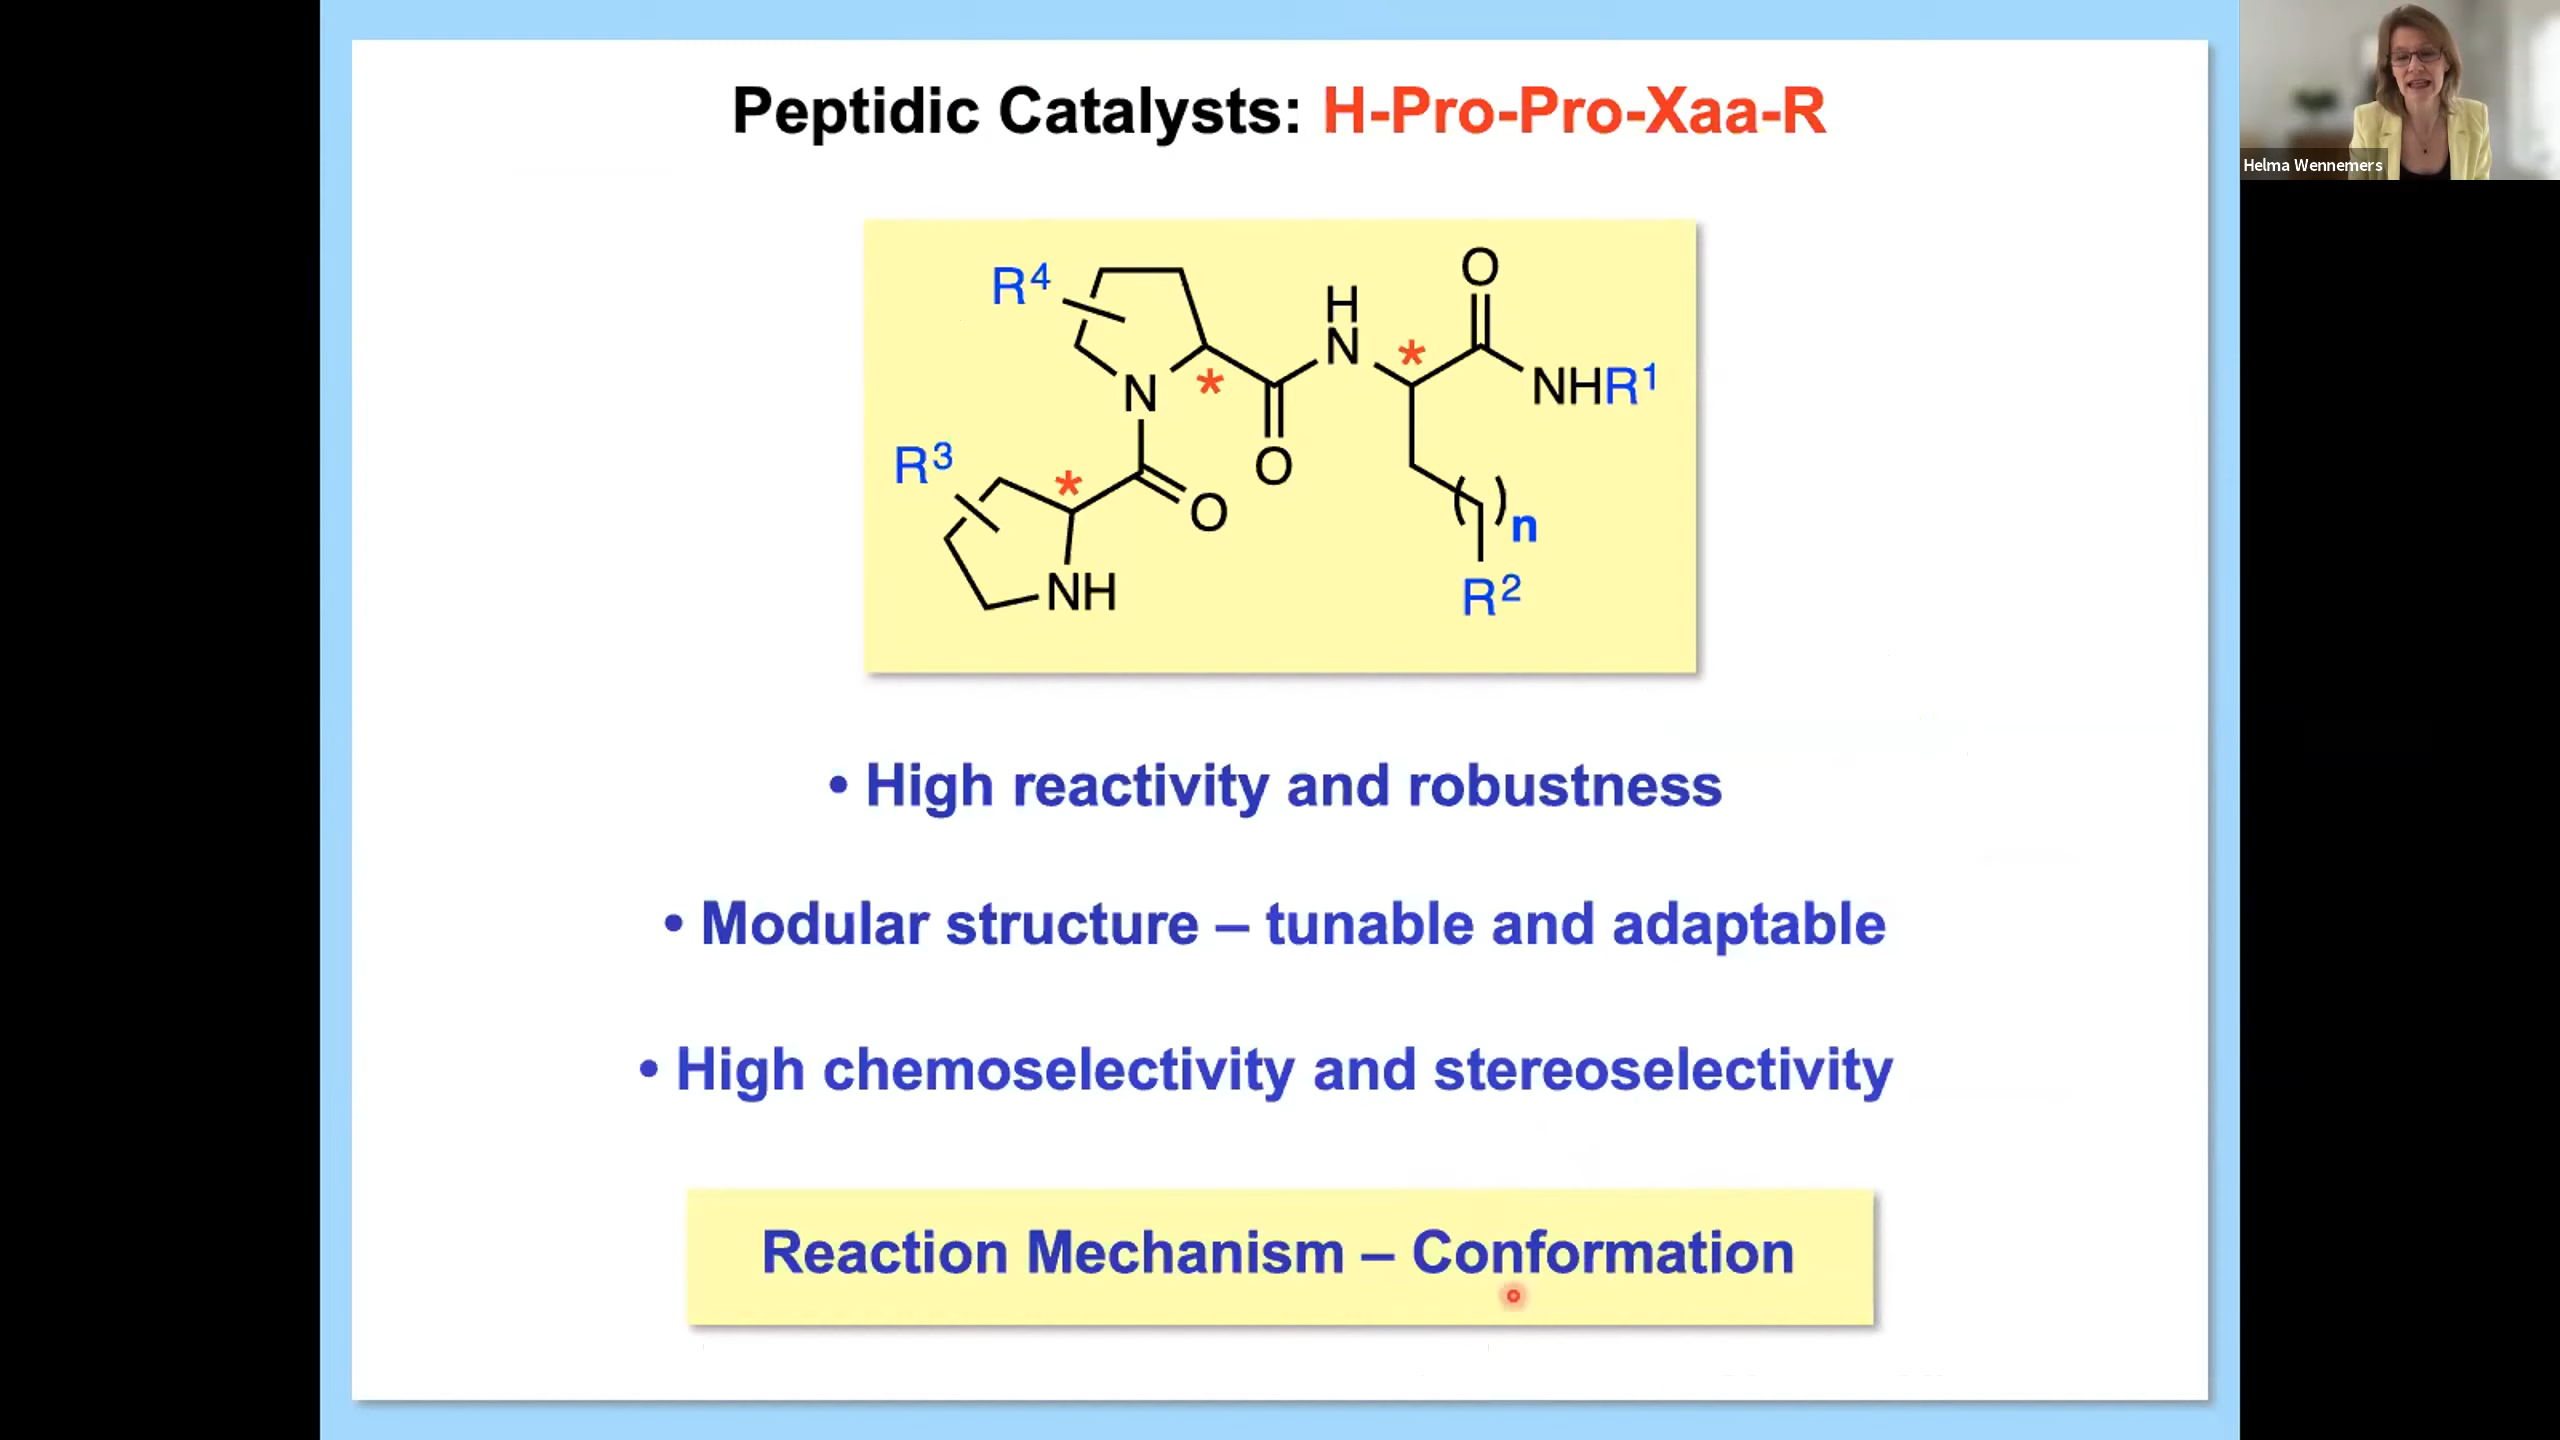 Peptidic Catalysts: H-Pro-Pro-Xaa-R
Helma Wennemers
O
R⁴
H
N
*
NHR¹
N
*
O
R³
*
O
( )n
NH
R²
• High reactivity and robustness
• Modular structure – tunable and adaptable
• High chemoselectivity and stereoselectivity
Reaction Mechanism – Conformation